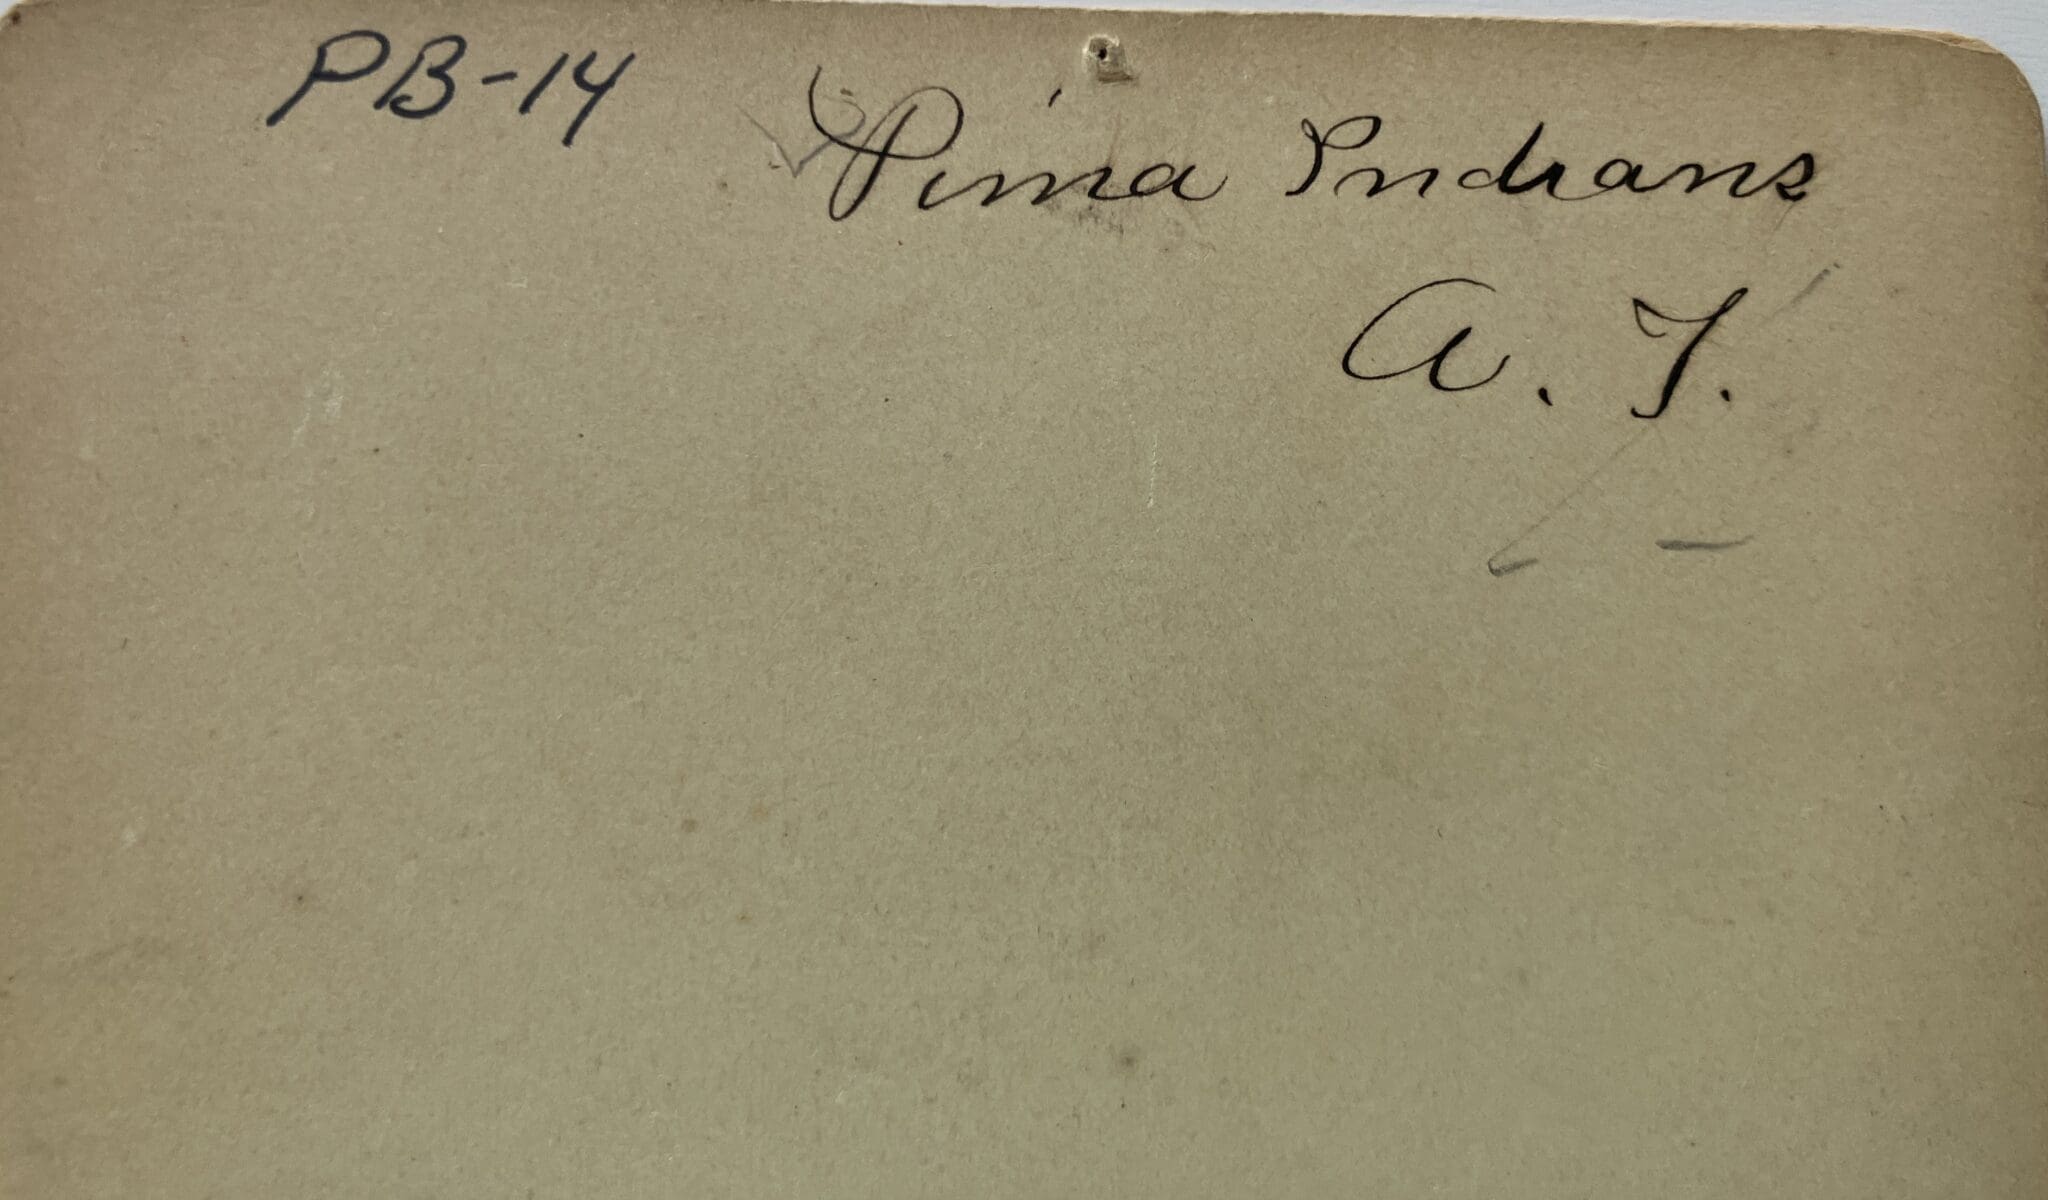 PB-14
Pima Indians
A. T.